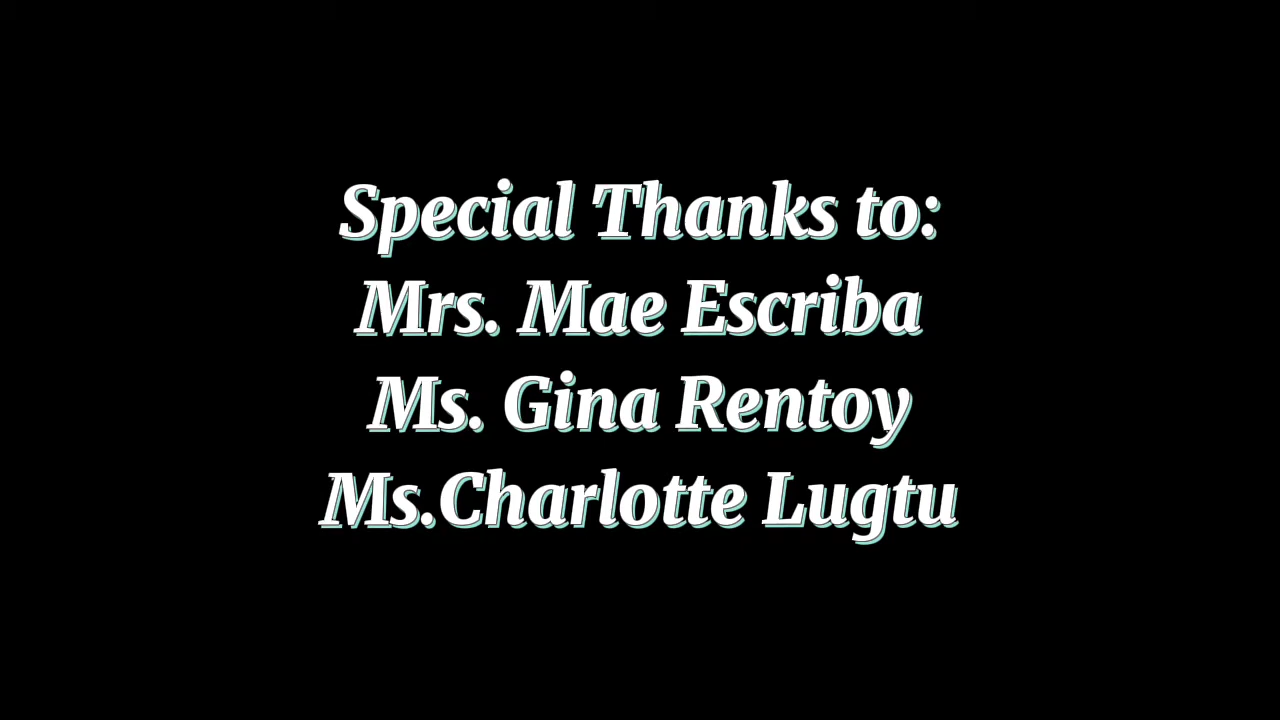 Special Thanks to:
Mrs. Mae Escriba
Ms. Gina Rentoy
Ms.Charlotte Lugtu